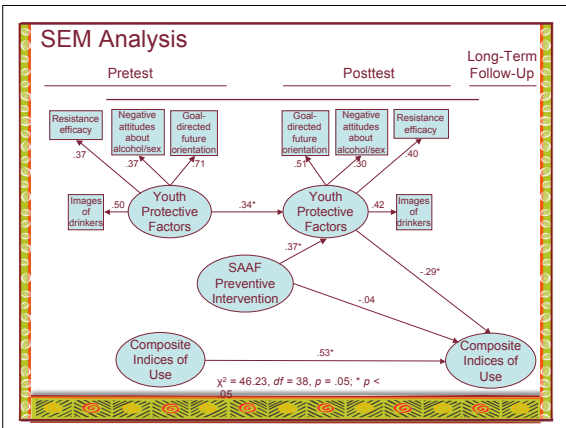 SEM Analysis
Pretest
Posttest
Long-Term
Follow-Up
Resistance
efficacy
Negative
attitudes
about
alcohol/sex
Goal-
directed
future
orientation
Goal-
directed
future
orientation
Negative
attitudes
about
alcohol/sex
Resistance
efficacy
.37
.37
.71
.51
.30
.40
Images
of
drinkers
.50
Youth
Protective
Factors
.34*
Youth
Protective
Factors
.42
Images
of
drinkers
.37*
SAAF
Preventive
Intervention
-.29*
-.04
Composite
Indices of
Use
.53*
Composite
Indices of
Use
χ² = 46.23, df = 38, p = .05; * p <
.05